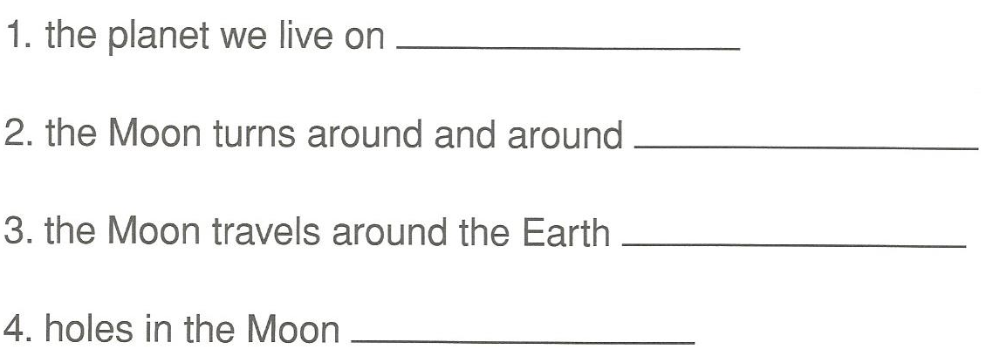 1. the planet we live on
2. the Moon turns around and around
3. the Moon travels around the Earth
4. holes in the Moon